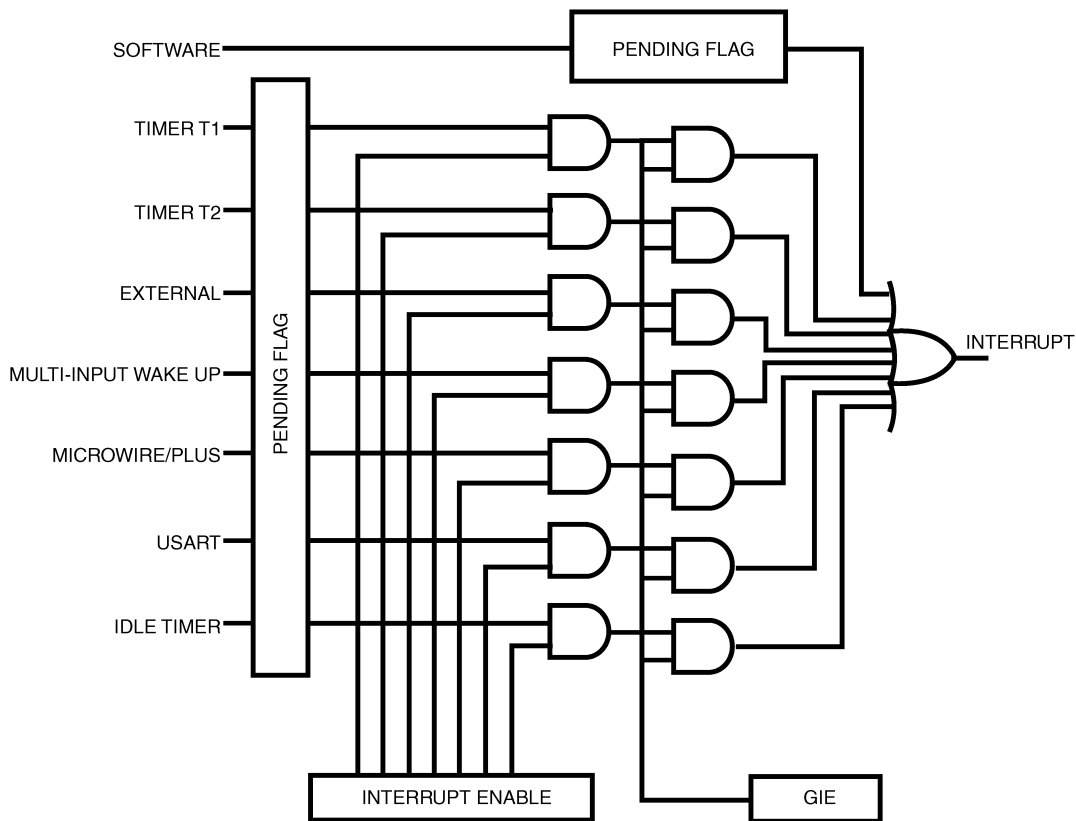 SOFTWARE
PENDING FLAG
TIMER T1
TIMER T2
EXTERNAL
MULTI-INPUT WAKE UP
MICROWIRE/PLUS
USART
IDLE TIMER
PENDING FLAG
INTERRUPT
INTERRUPT ENABLE
GIE